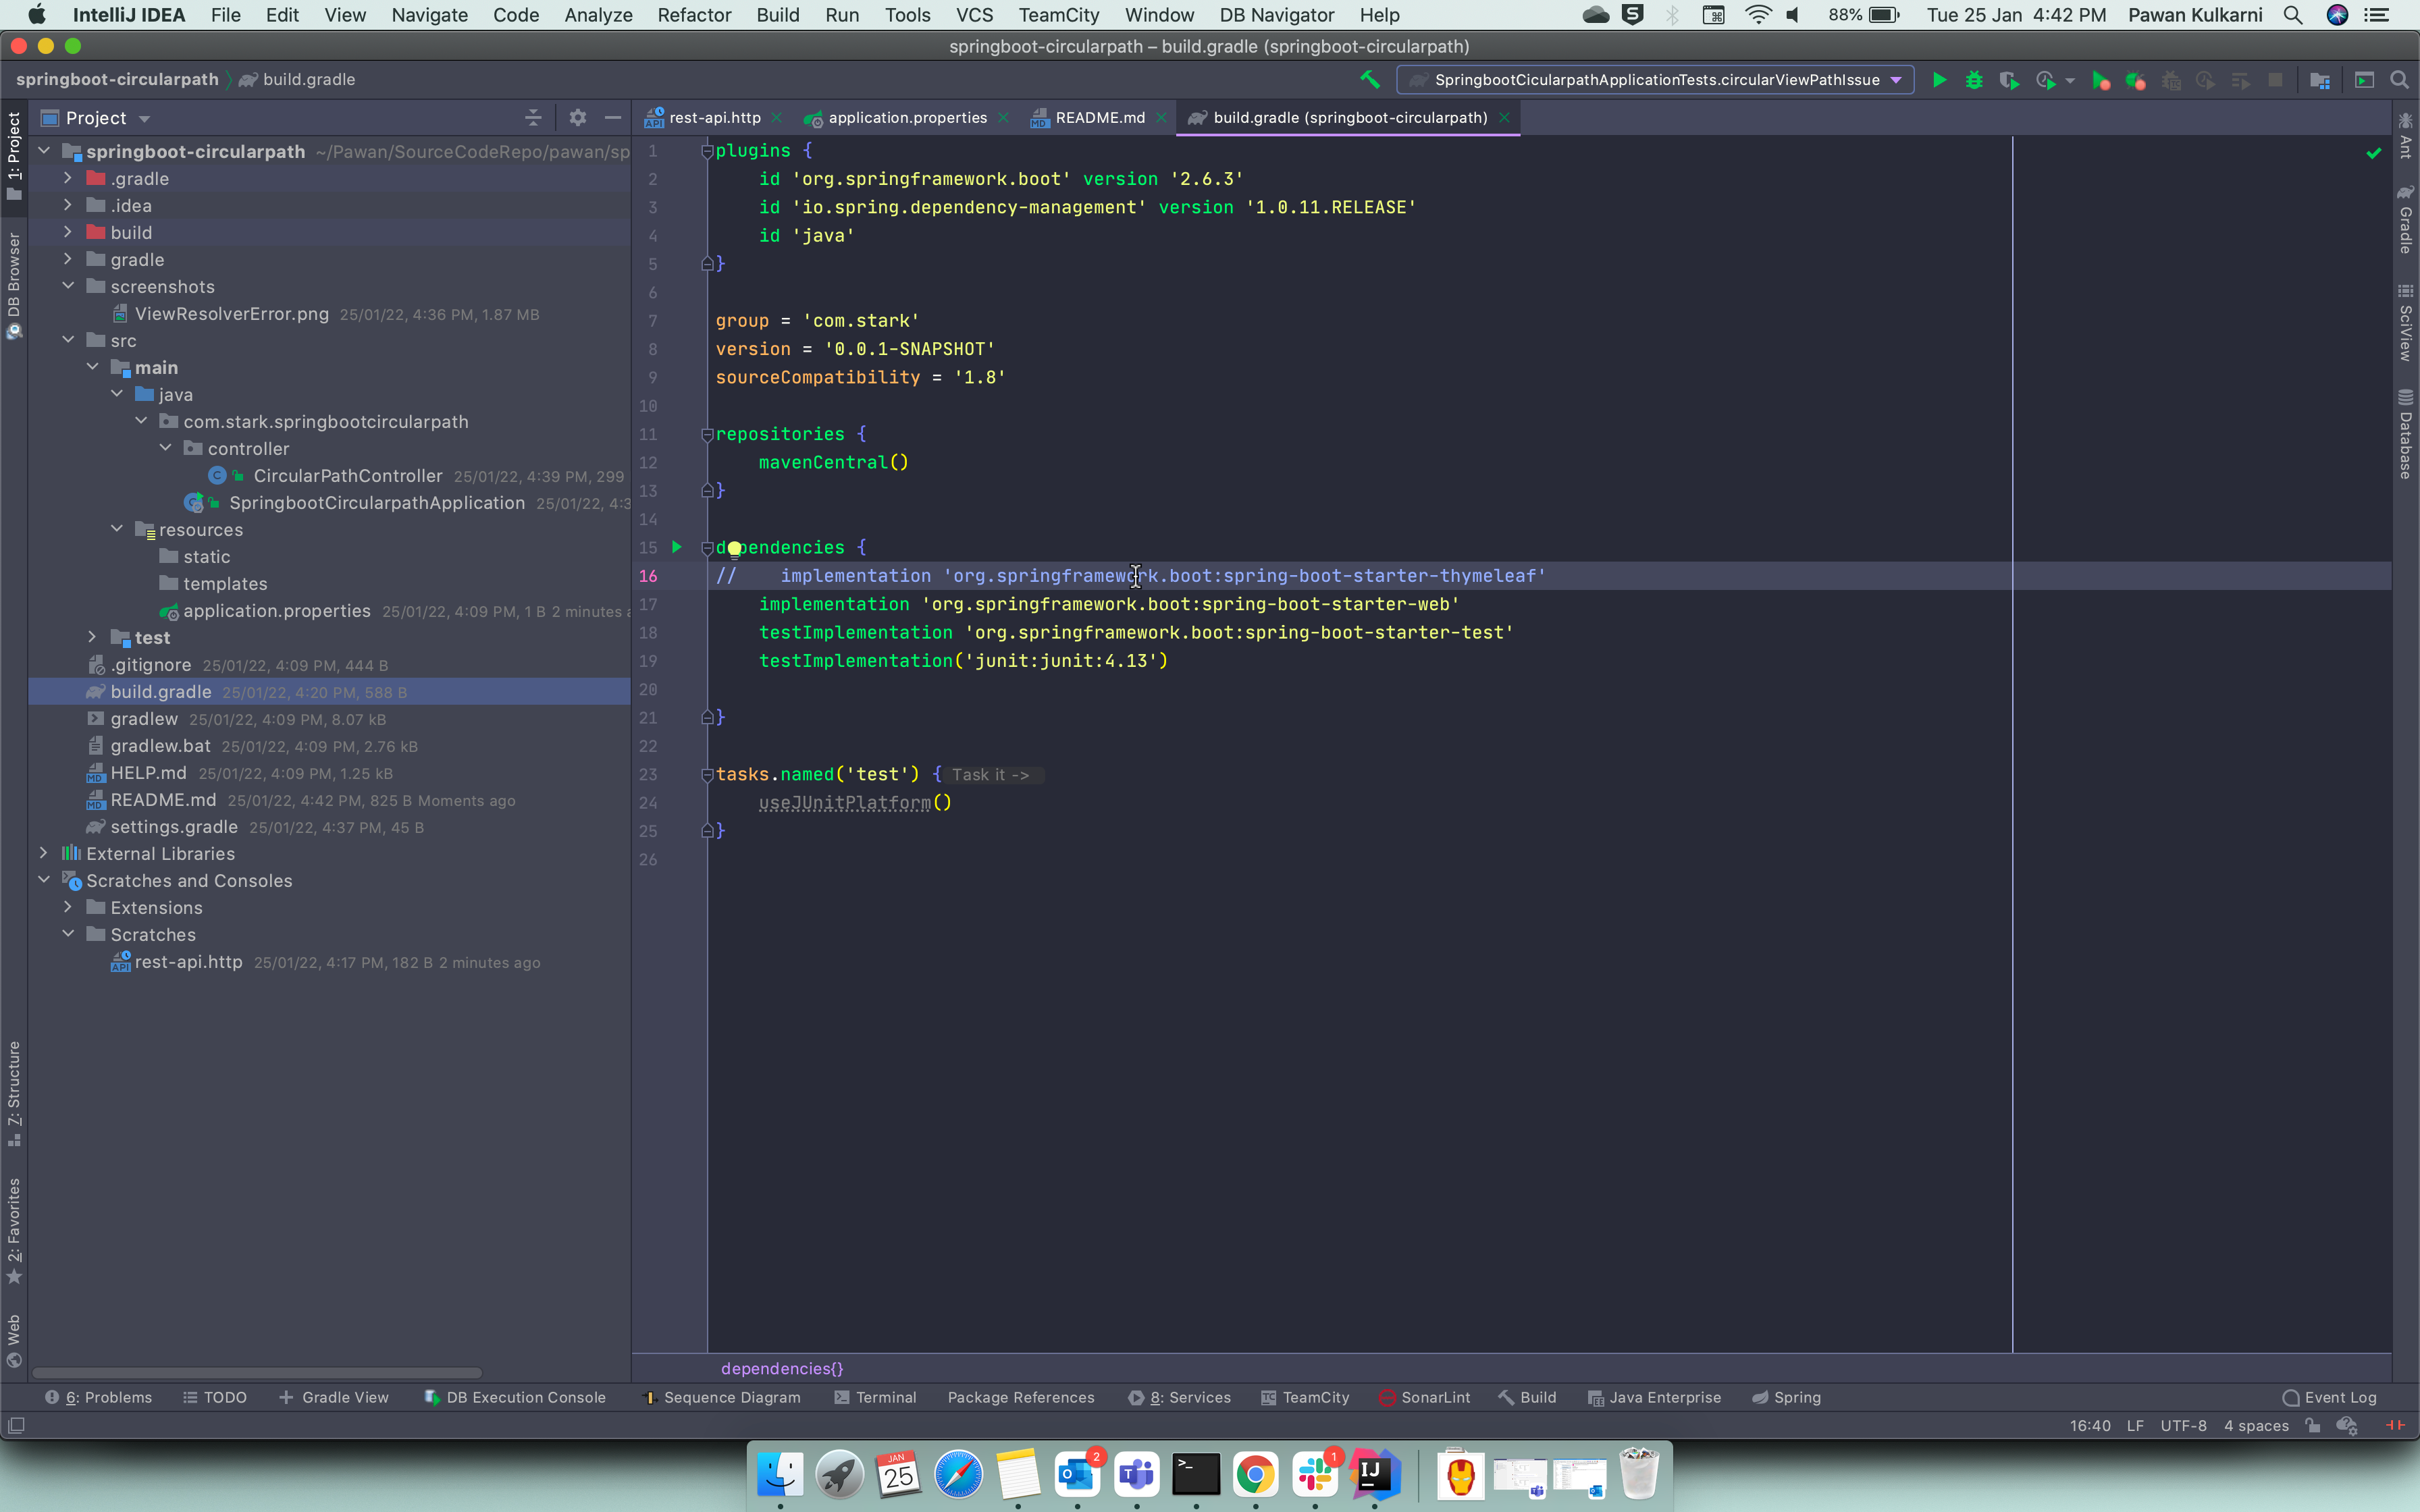 IntelliJ IDEA File Edit View Navigate Code Analyze Refactor Build Run Tools VCS TeamCity Window DB Navigator Help 88% Tue 25 Jan 4:42 PM Pawan Kulkarni
springboot-circularpath – build.gradle (springboot-circularpath)
springboot-circularpath build.gradle SpringbootCicularpathApplicationTests.circularViewPathIssue
Project
rest-api.http application.properties README.md build.gradle (springboot-circularpath)
1: Project
DB Browser
7: Structure
2: Favorites
Web
springboot-circularpath ~/Pawan/SourceCodeRepo/pawan/sp
.gradle
.idea
build
gradle
screenshots
ViewResolverError.png 25/01/22, 4:36 PM, 1.87 MB
src
main
java
com.stark.springbootcircularpath
controller
CircularPathController 25/01/22, 4:39 PM, 299
SpringbootCircularpathApplication 25/01/22, 4:3
resources
static
templates
application.properties 25/01/22, 4:09 PM, 1 B 2 minutes a
test
.gitignore 25/01/22, 4:09 PM, 444 B
build.gradle 25/01/22, 4:20 PM, 588 B
gradlew 25/01/22, 4:09 PM, 8.07 kB
gradlew.bat 25/01/22, 4:09 PM, 2.76 kB
HELP.md 25/01/22, 4:09 PM, 1.25 kB
README.md 25/01/22, 4:42 PM, 825 B Moments ago
settings.gradle 25/01/22, 4:37 PM, 45 B
External Libraries
Scratches and Consoles
Extensions
Scratches
rest-api.http 25/01/22, 4:17 PM, 182 B 2 minutes ago
1 plugins {
2 id 'org.springframework.boot' version '2.6.3'
3 id 'io.spring.dependency-management' version '1.0.11.RELEASE'
4 id 'java'
5 }
6
7 group = 'com.stark'
8 version = '0.0.1-SNAPSHOT'
9 sourceCompatibility = '1.8'
10
11 repositories {
12 mavenCentral()
13 }
14
15 dependencies {
16 // implementation 'org.springframework.boot:spring-boot-starter-thymeleaf'
17 implementation 'org.springframework.boot:spring-boot-starter-web'
18 testImplementation 'org.springframework.boot:spring-boot-starter-test'
19 testImplementation('junit:junit:4.13')
20
21 }
22
23 tasks.named('test') { Task it ->
24 useJUnitPlatform()
25 }
26
Ant
Gradle
SciView
Database
dependencies{}
6: Problems TODO Gradle View DB Execution Console Sequence Diagram Terminal Package References 8: Services TeamCity SonarLint Build Java Enterprise Spring Event Log
16:40 LF UTF-8 4 spaces
JAN
25
2
1
IJ